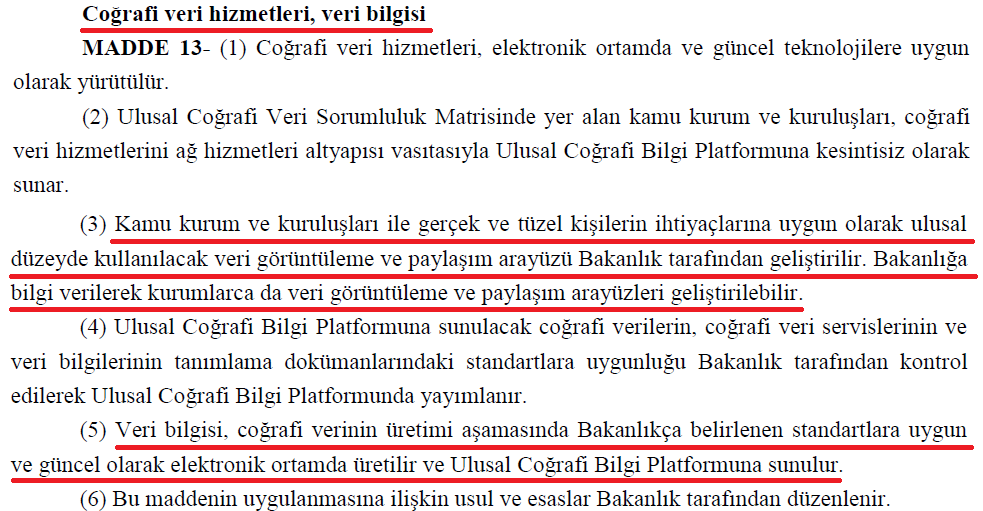 Coğrafi veri hizmetleri, veri bilgisi
MADDE 13- (1) Coğrafi veri hizmetleri, elektronik ortamda ve güncel teknolojilere uygun
olarak yürütülür.
(2) Ulusal Coğrafi Veri Sorumluluk Matrisinde yer alan kamu kurum ve kuruluşları, coğrafi
veri hizmetlerini ağ hizmetleri altyapısı vasıtasıyla Ulusal Coğrafi Bilgi Platformuna kesintisiz olarak
sunar.
(3) Kamu kurum ve kuruluşları ile gerçek ve tüzel kişilerin ihtiyaçlarına uygun olarak ulusal
düzeyde kullanılacak veri görüntüleme ve paylaşım arayüzü Bakanlık tarafından geliştirilir. Bakanlığa
bilgi verilerek kurumlarca da veri görüntüleme ve paylaşım arayüzleri geliştirilebilir.
(4) Ulusal Coğrafi Bilgi Platformuna sunulacak coğrafi verilerin, coğrafi veri servislerinin ve
veri bilgilerinin tanımlama dokümanlarındaki standartlara uygunluğu Bakanlık tarafından kontrol
edilerek Ulusal Coğrafi Bilgi Platformunda yayımlanır.
(5) Veri bilgisi, coğrafi verinin üretimi aşamasında Bakanlıkça belirlenen standartlara uygun
ve güncel olarak elektronik ortamda üretilir ve Ulusal Coğrafi Bilgi Platformuna sunulur.
(6) Bu maddenin uygulanmasına ilişkin usul ve esaslar Bakanlık tarafından düzenlenir.